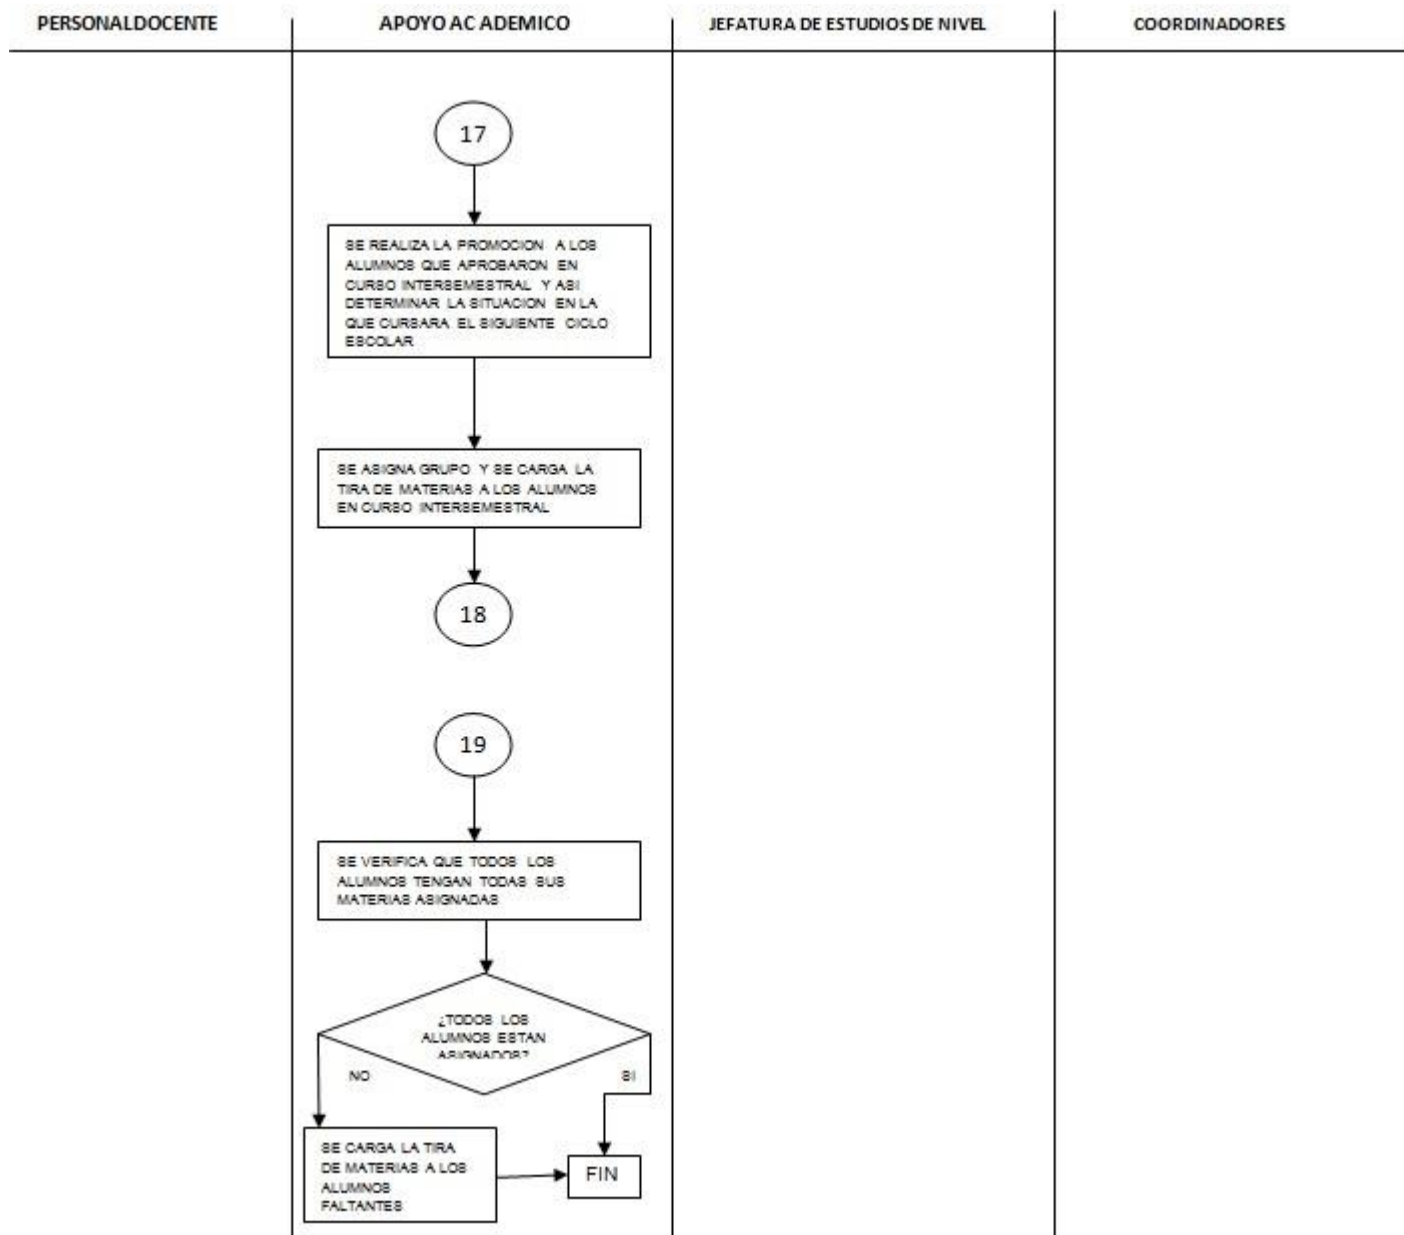 PERSONALDOCENTE
APOYO AC ADEMICO
JEFATURA DE ESTUDIOS DE NIVEL
COORDINADORES
17
SE REALIZA LA PROMOCION A LOS
ALUMNOS QUE APROBARON EN
CURSO INTERSEMESTRAL Y ASI
DETERMINAR LA SITUACION EN LA
QUE CURSARA EL SIGUIENTE CICLO
ESCOLAR
SE ASIGNA GRUPO Y SE CARGA LA
TIRA DE MATERIAS A LOS ALUMNOS
EN CURSO INTERSEMESTRAL
18
19
SE VERIFICA QUE TODOS LOS
ALUMNOS TENGAN TODAS SUS
MATERIAS ASIGNADAS
¿TODOS LOS
ALUMNOS ESTAN
ASIGNADOS?
NO
SI
SE CARGA LA TIRA
DE MATERIAS A LOS
ALUMNOS
FALTANTES
FIN